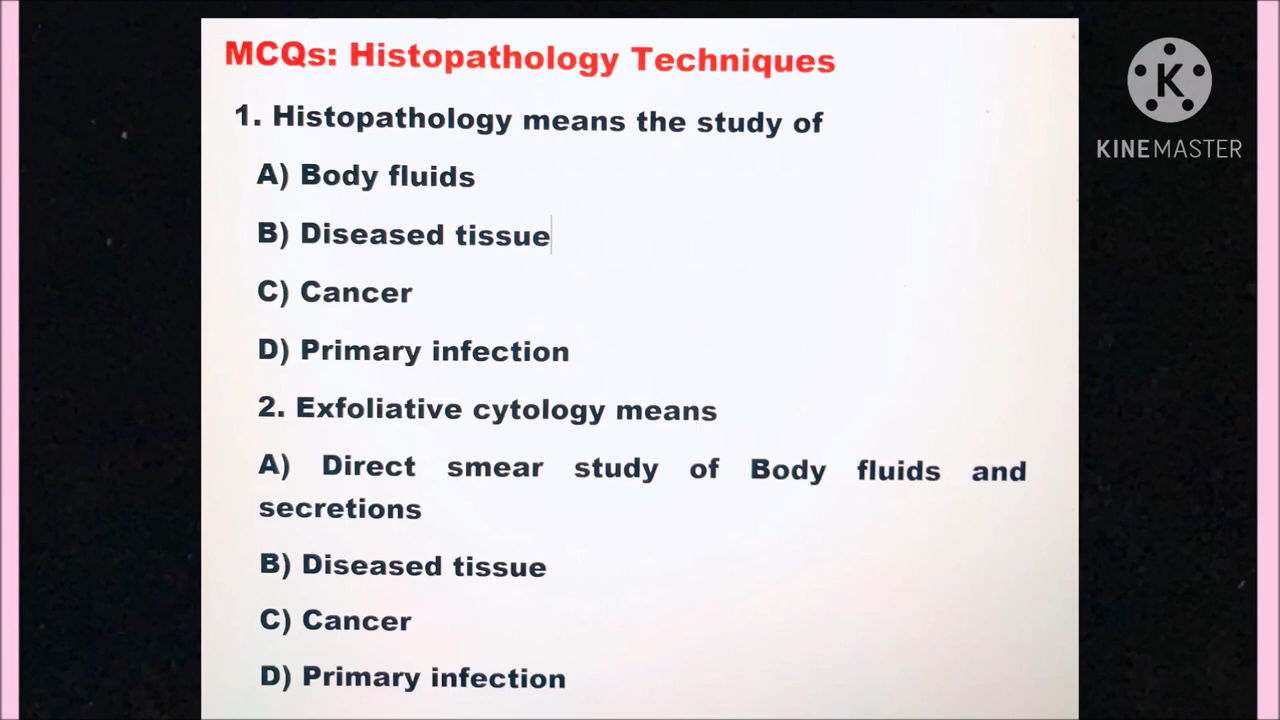 MCQs: Histopathology Techniques
1. Histopathology means the study of
A) Body fluids
B) Diseased tissue
C) Cancer
D) Primary infection
2. Exfoliative cytology means
A) Direct smear study of Body fluids and
secretions
B) Diseased tissue
C) Cancer
D) Primary infection
K
KINEMASTER